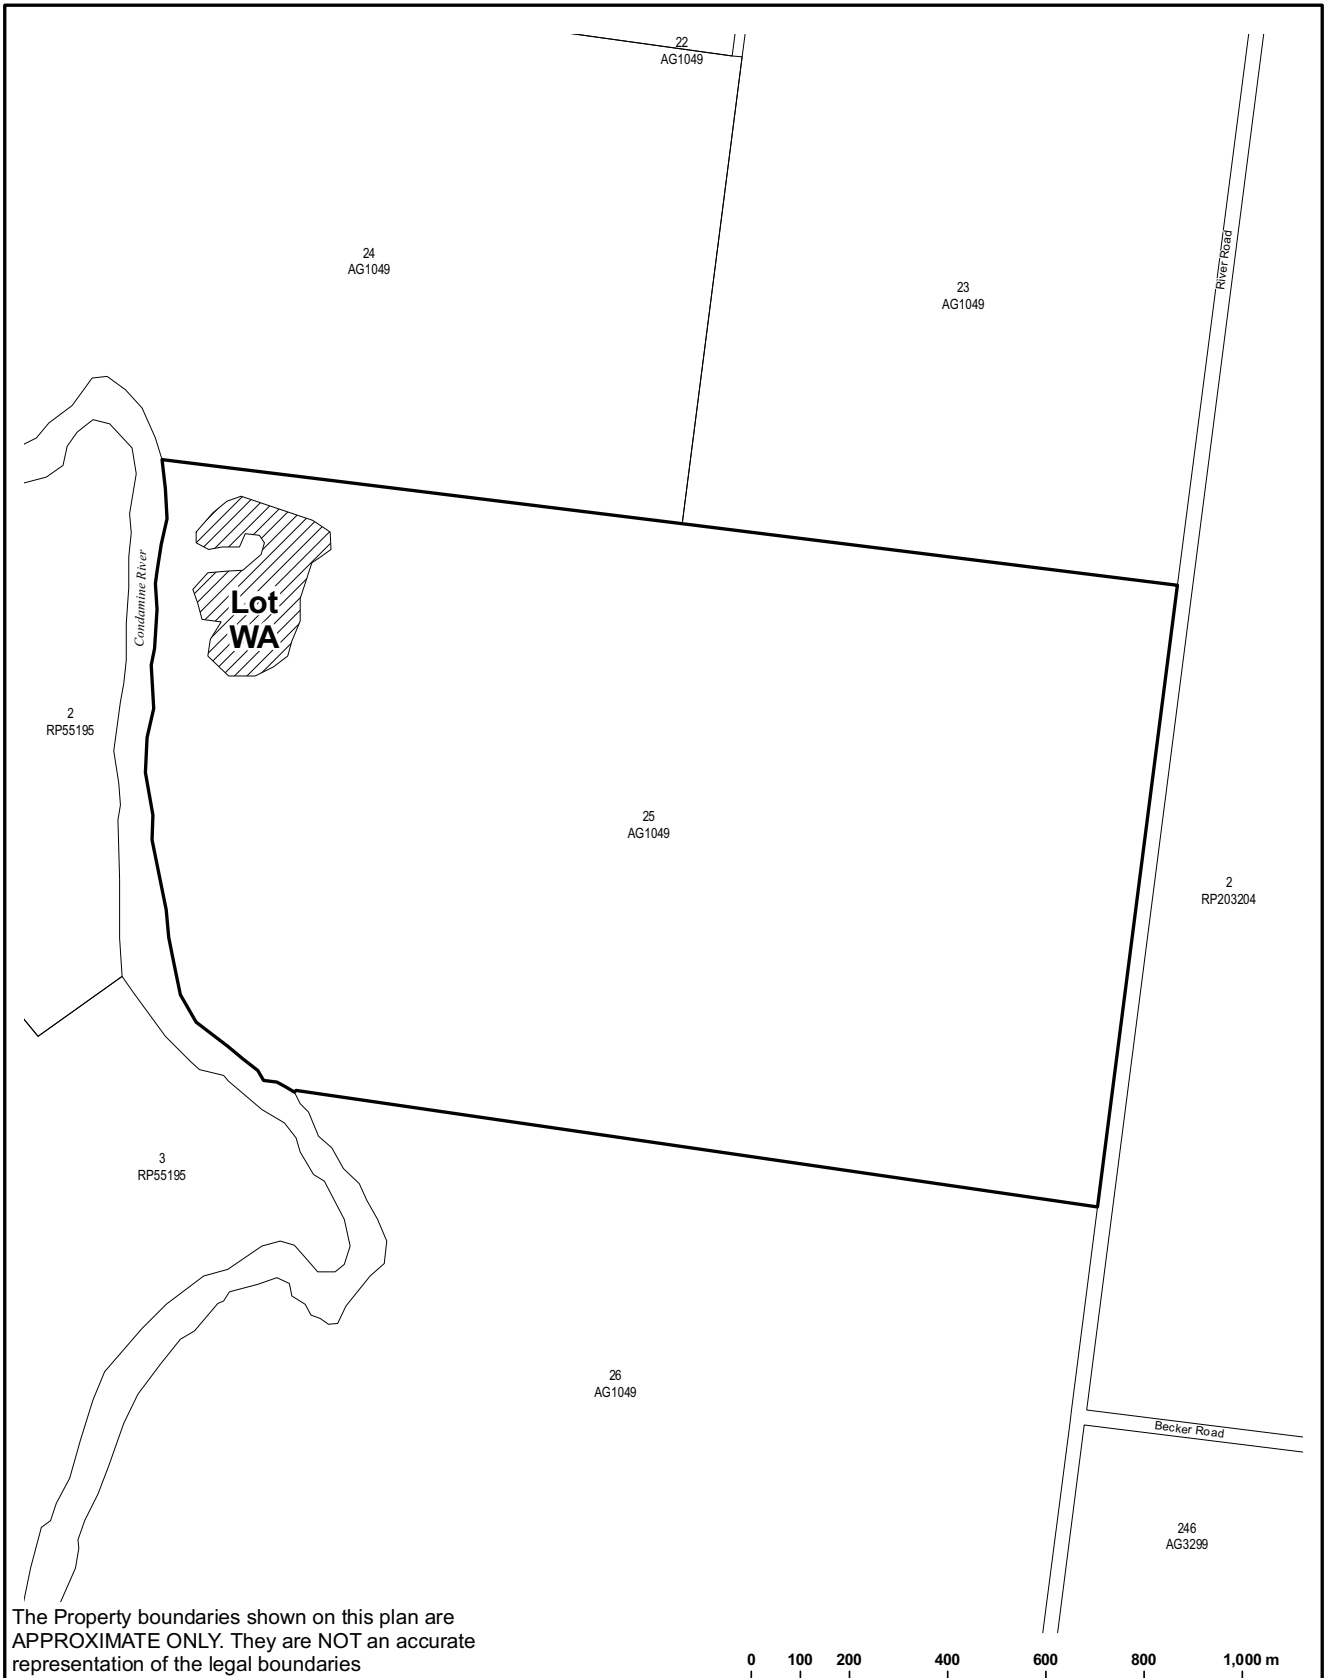 22
AG1049
24
AG1049
23
AG1049
River Road
Condamine River
Lot
WA
2
RP55195
25
AG1049
2
RP203204
3
RP55195
26
AG1049
Becker Road
246
AG3299
The Property boundaries shown on this plan are
APPROXIMATE ONLY. They are NOT an accurate
representation of the legal boundaries
0 100 200 400 600 800 1,000 m